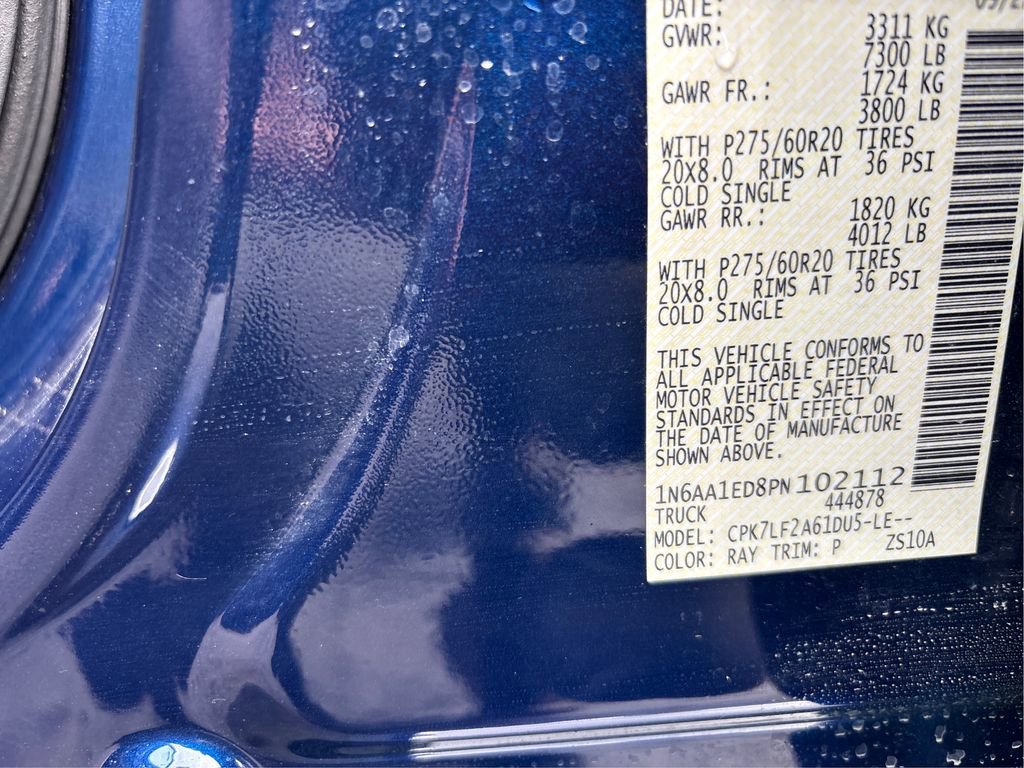 DATE:
GVWR: 3311 KG
7300 LB
GAWR FR.: 1724 KG
3800 LB
WITH P275/60R20 TIRES
20X8.0 RIMS AT 36 PSI
COLD SINGLE
GAWR RR.: 1820 KG
4012 LB
WITH P275/60R20 TIRES
20X8.0 RIMS AT 36 PSI
COLD SINGLE
THIS VEHICLE CONFORMS TO
ALL APPLICABLE FEDERAL
MOTOR VEHICLE SAFETY
STANDARDS IN EFFECT ON
THE DATE OF MANUFACTURE
SHOWN ABOVE.
1N6AA1ED8PN102112
TRUCK 444878
MODEL: CPK7LF2A61DU5-LE--
COLOR: RAY TRIM: P ZS10A